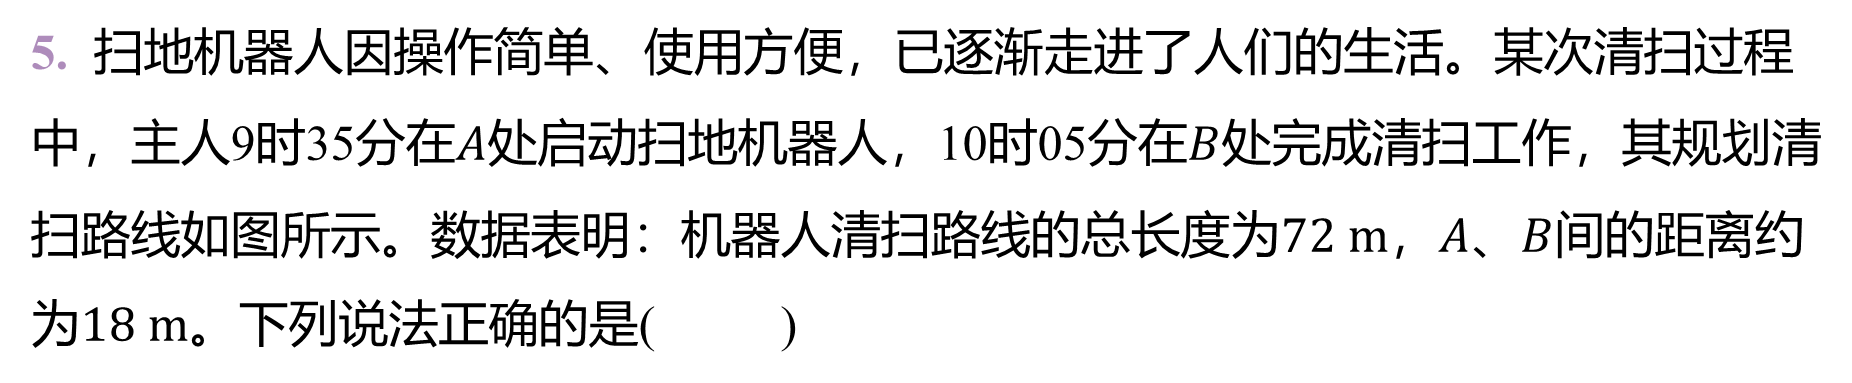 5. 扫地机器人因操作简单、使用方便，已逐渐走进了人们的生活。某次清扫过程
中，主人9时35分在A处启动扫地机器人，10时05分在B处完成清扫工作，其规划清
扫路线如图所示。数据表明：机器人清扫路线的总长度为72 m，A、B间的距离约
为18 m。下列说法正确的是(　　)